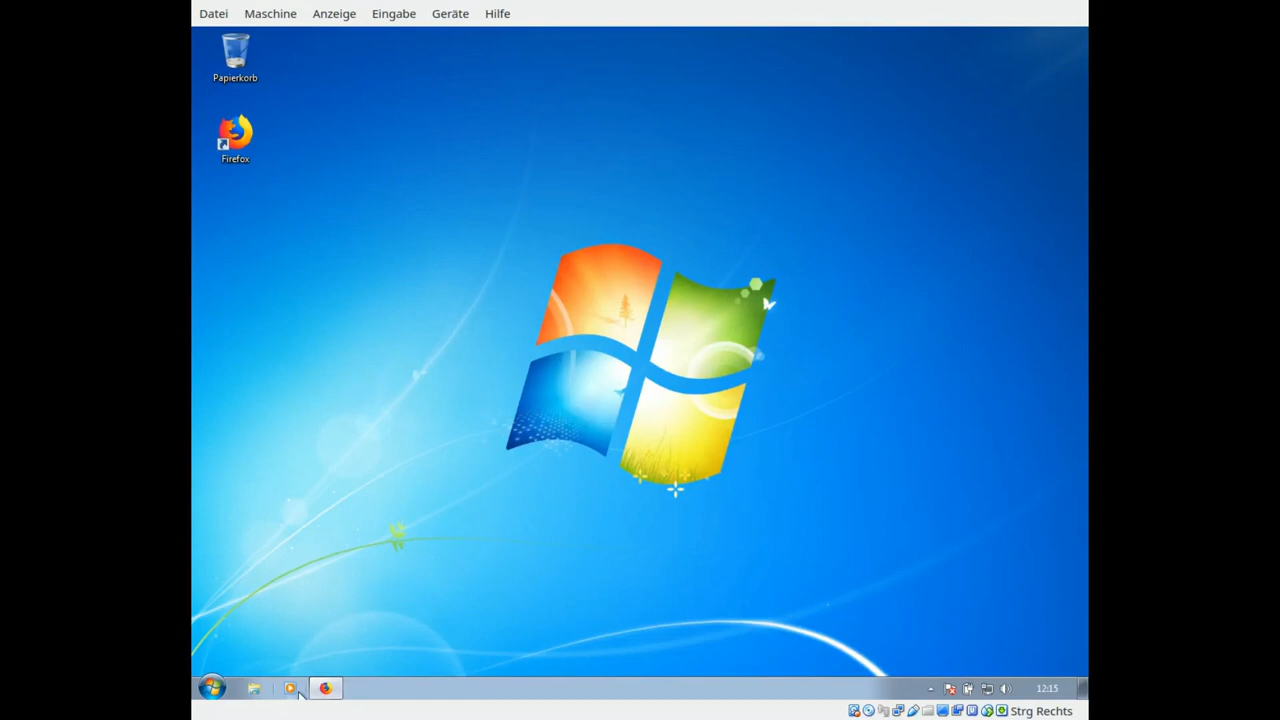 Datei Maschine Anzeige Eingabe Geräte Hilfe
Papierkorb
Firefox
12:15
Strg Rechts